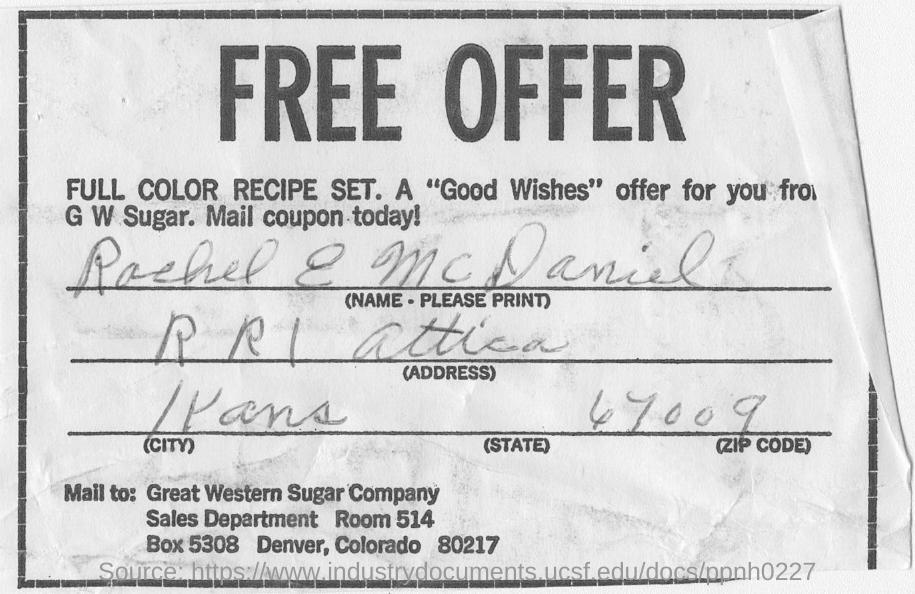 FREE OFFER
FULL COLOR RECIPE SET. A “Good Wishes” offer for you fro
G W Sugar. Mail coupon today!
Rachel E McDaniel
(NAME - PLEASE PRINT)
R R 1 Attica
(ADDRESS)
Kans 67009
(CITY) (STATE) (ZIP CODE)
Mail to: Great Western Sugar Company
Sales Department Room 514
Box 5308 Denver, Colorado 80217
Source: https://www.industrydocuments.ucsf.edu/docs/ppnh0227